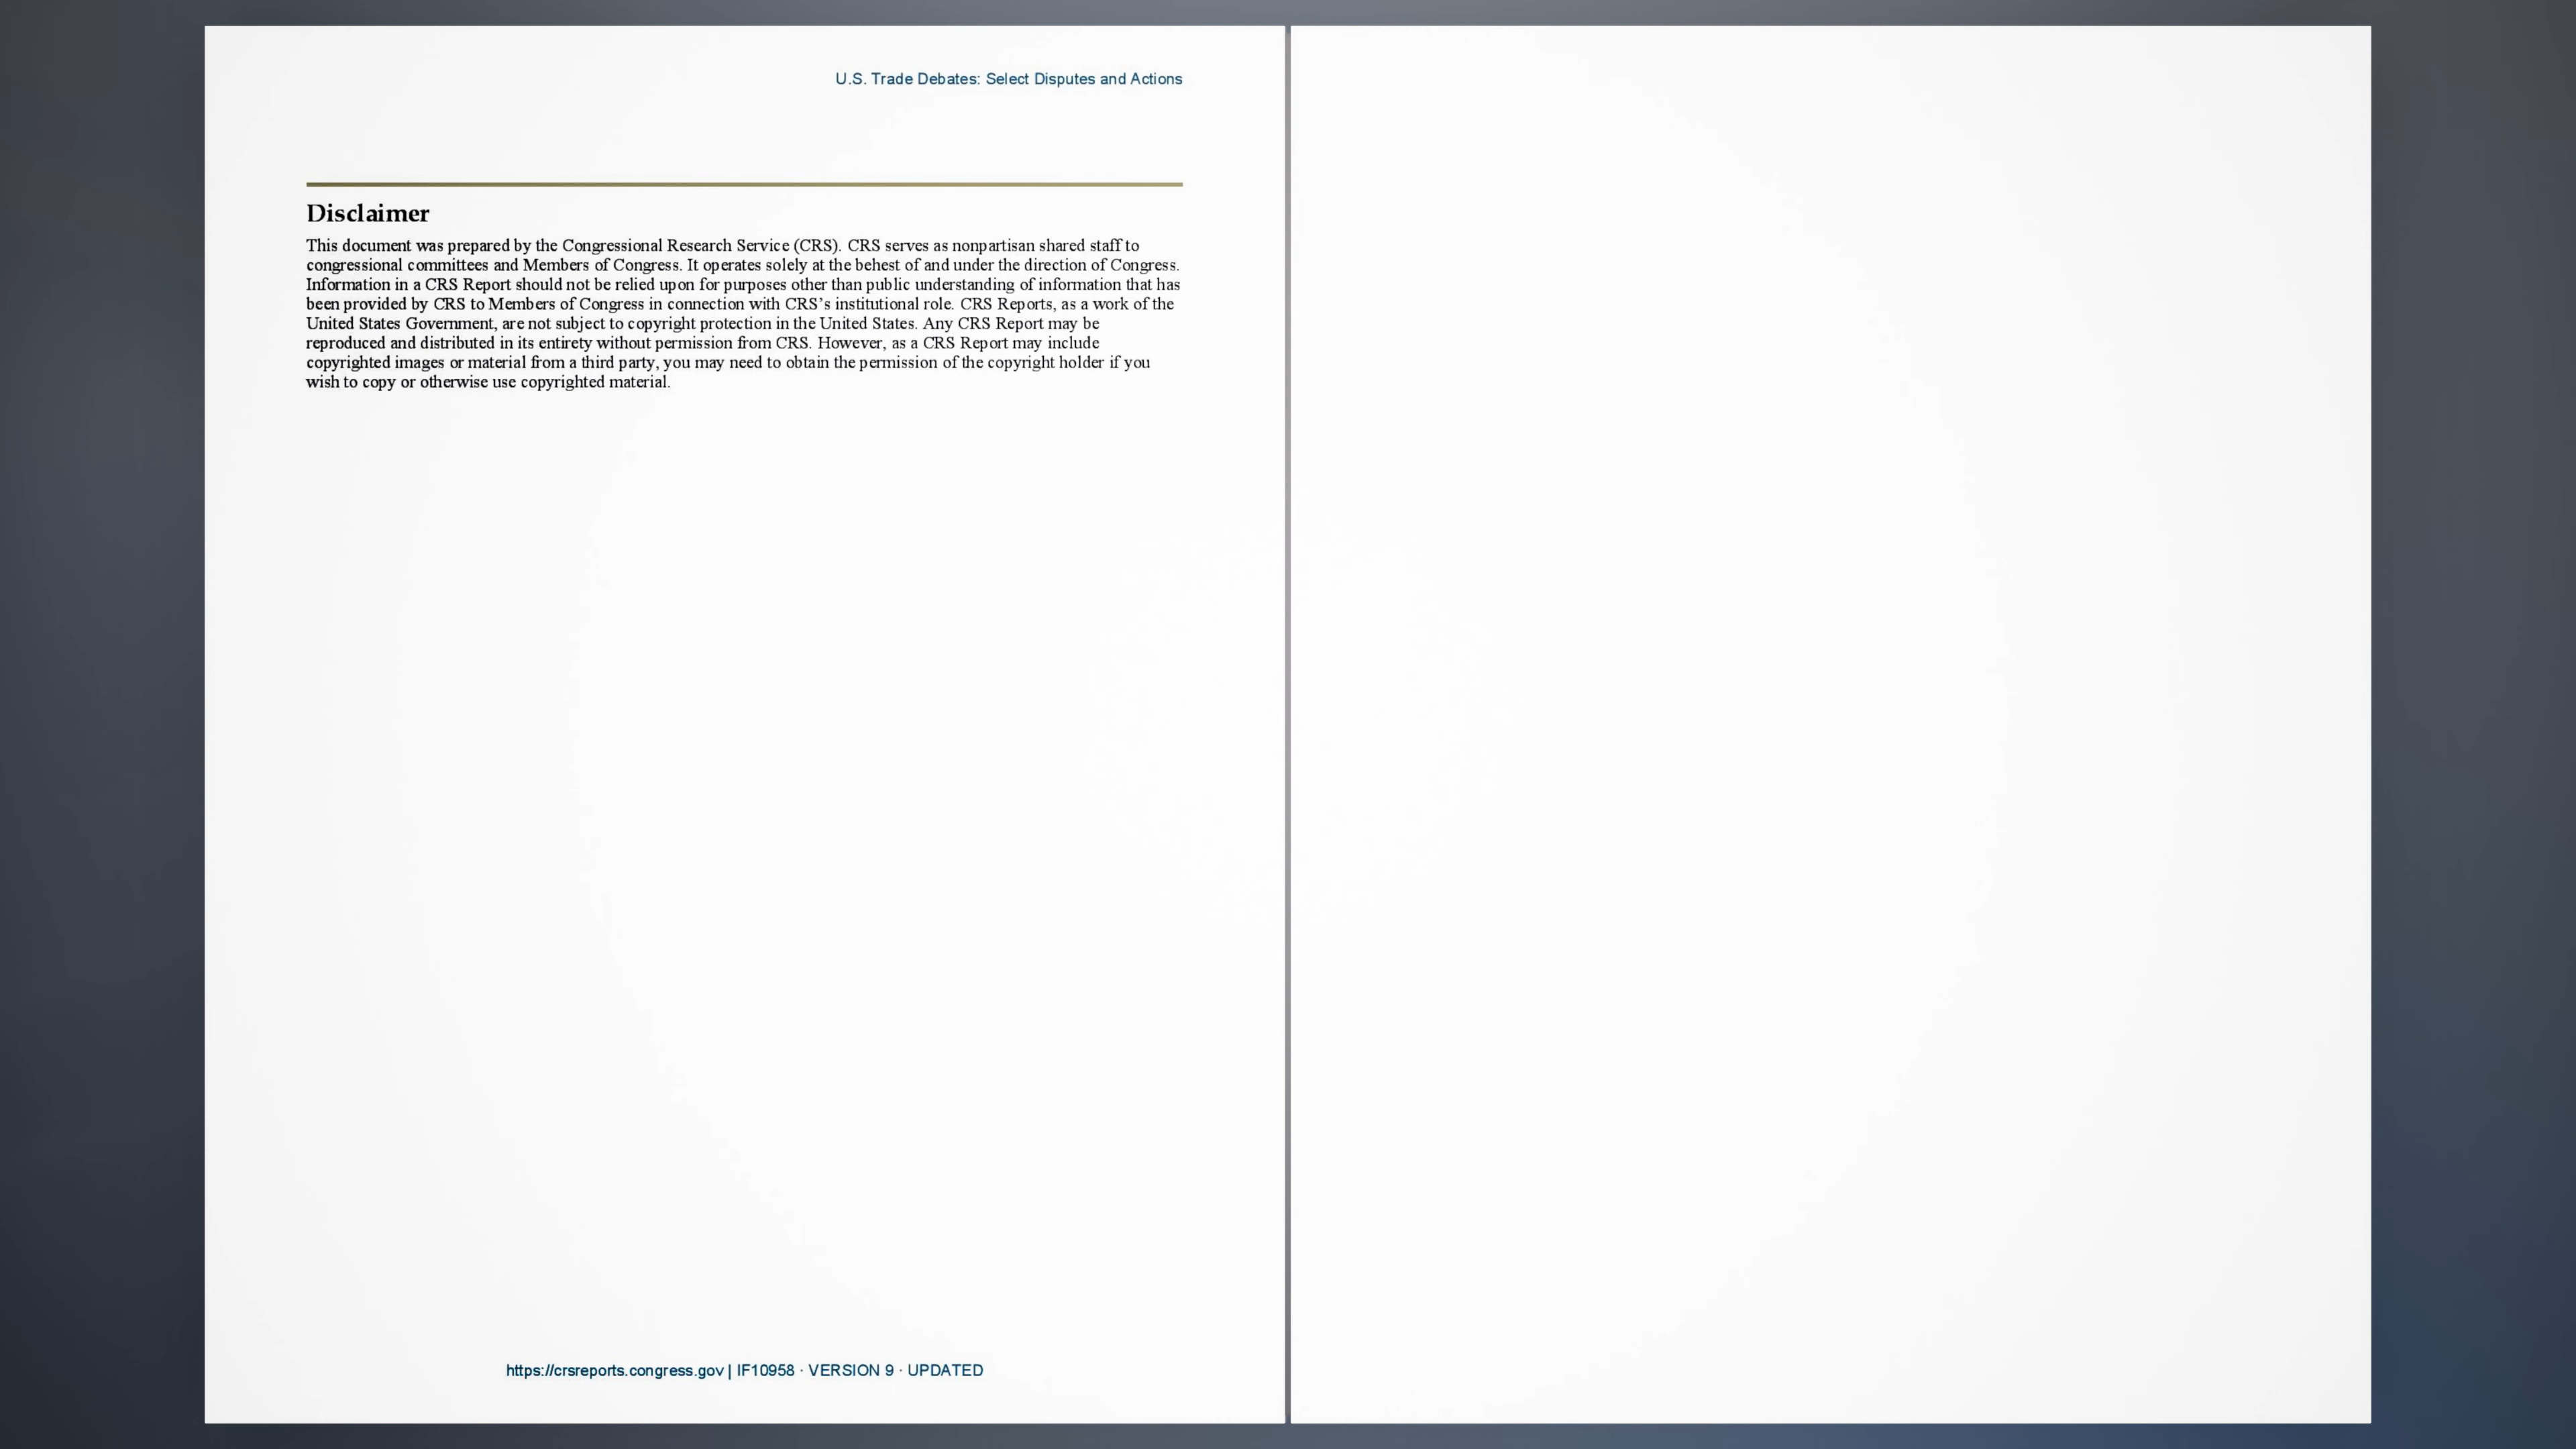 U.S. Trade Debates: Select Disputes and Actions
Disclaimer
This document was prepared by the Congressional Research Service (CRS). CRS serves as nonpartisan shared staff to
congressional committees and Members of Congress. It operates solely at the behest of and under the direction of Congress.
Information in a CRS Report should not be relied upon for purposes other than public understanding of information that has
been provided by CRS to Members of Congress in connection with CRS’s institutional role. CRS Reports, as a work of the
United States Government, are not subject to copyright protection in the United States. Any CRS Report may be
reproduced and distributed in its entirety without permission from CRS. However, as a CRS Report may include
copyrighted images or material from a third party, you may need to obtain the permission of the copyright holder if you
wish to copy or otherwise use copyrighted material.
https://crsreports.congress.gov | IF10958 · VERSION 9 · UPDATED